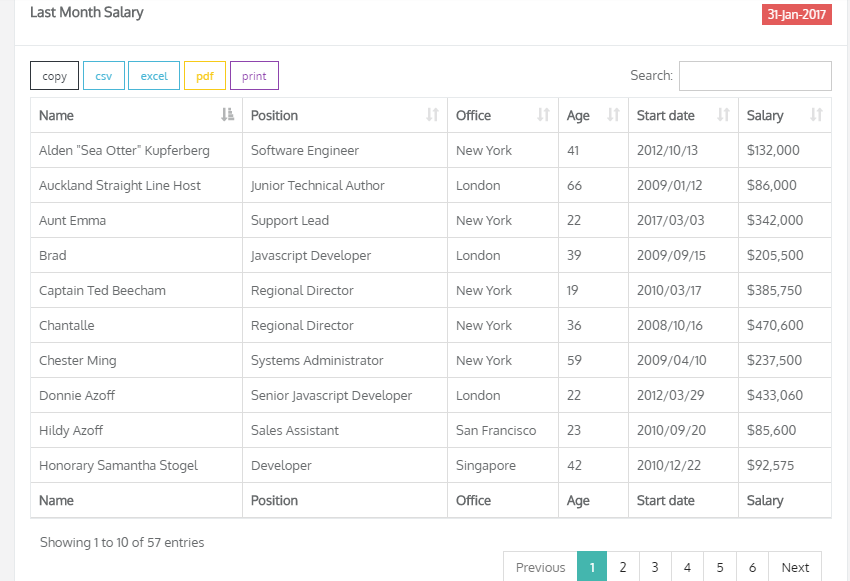 Last Month Salary 31-Jan-2017
copy csv excel pdf print Search:
Name Position Office Age Start date Salary
Alden "Sea Otter" Kupferberg Software Engineer New York 41 2012/10/13 $132,000
Auckland Straight Line Host Junior Technical Author London 66 2009/01/12 $86,000
Aunt Emma Support Lead New York 22 2017/03/03 $342,000
Brad Javascript Developer London 39 2009/09/15 $205,500
Captain Ted Beecham Regional Director New York 19 2010/03/17 $385,750
Chantalle Regional Director New York 36 2008/10/16 $470,600
Chester Ming Systems Administrator New York 59 2009/04/10 $237,500
Donnie Azoff Senior Javascript Developer London 22 2012/03/29 $433,060
Hildy Azoff Sales Assistant San Francisco 23 2010/09/20 $85,600
Honorary Samantha Stogel Developer Singapore 42 2010/12/22 $92,575
Name Position Office Age Start date Salary
Showing 1 to 10 of 57 entries
Previous 1 2 3 4 5 6 Next